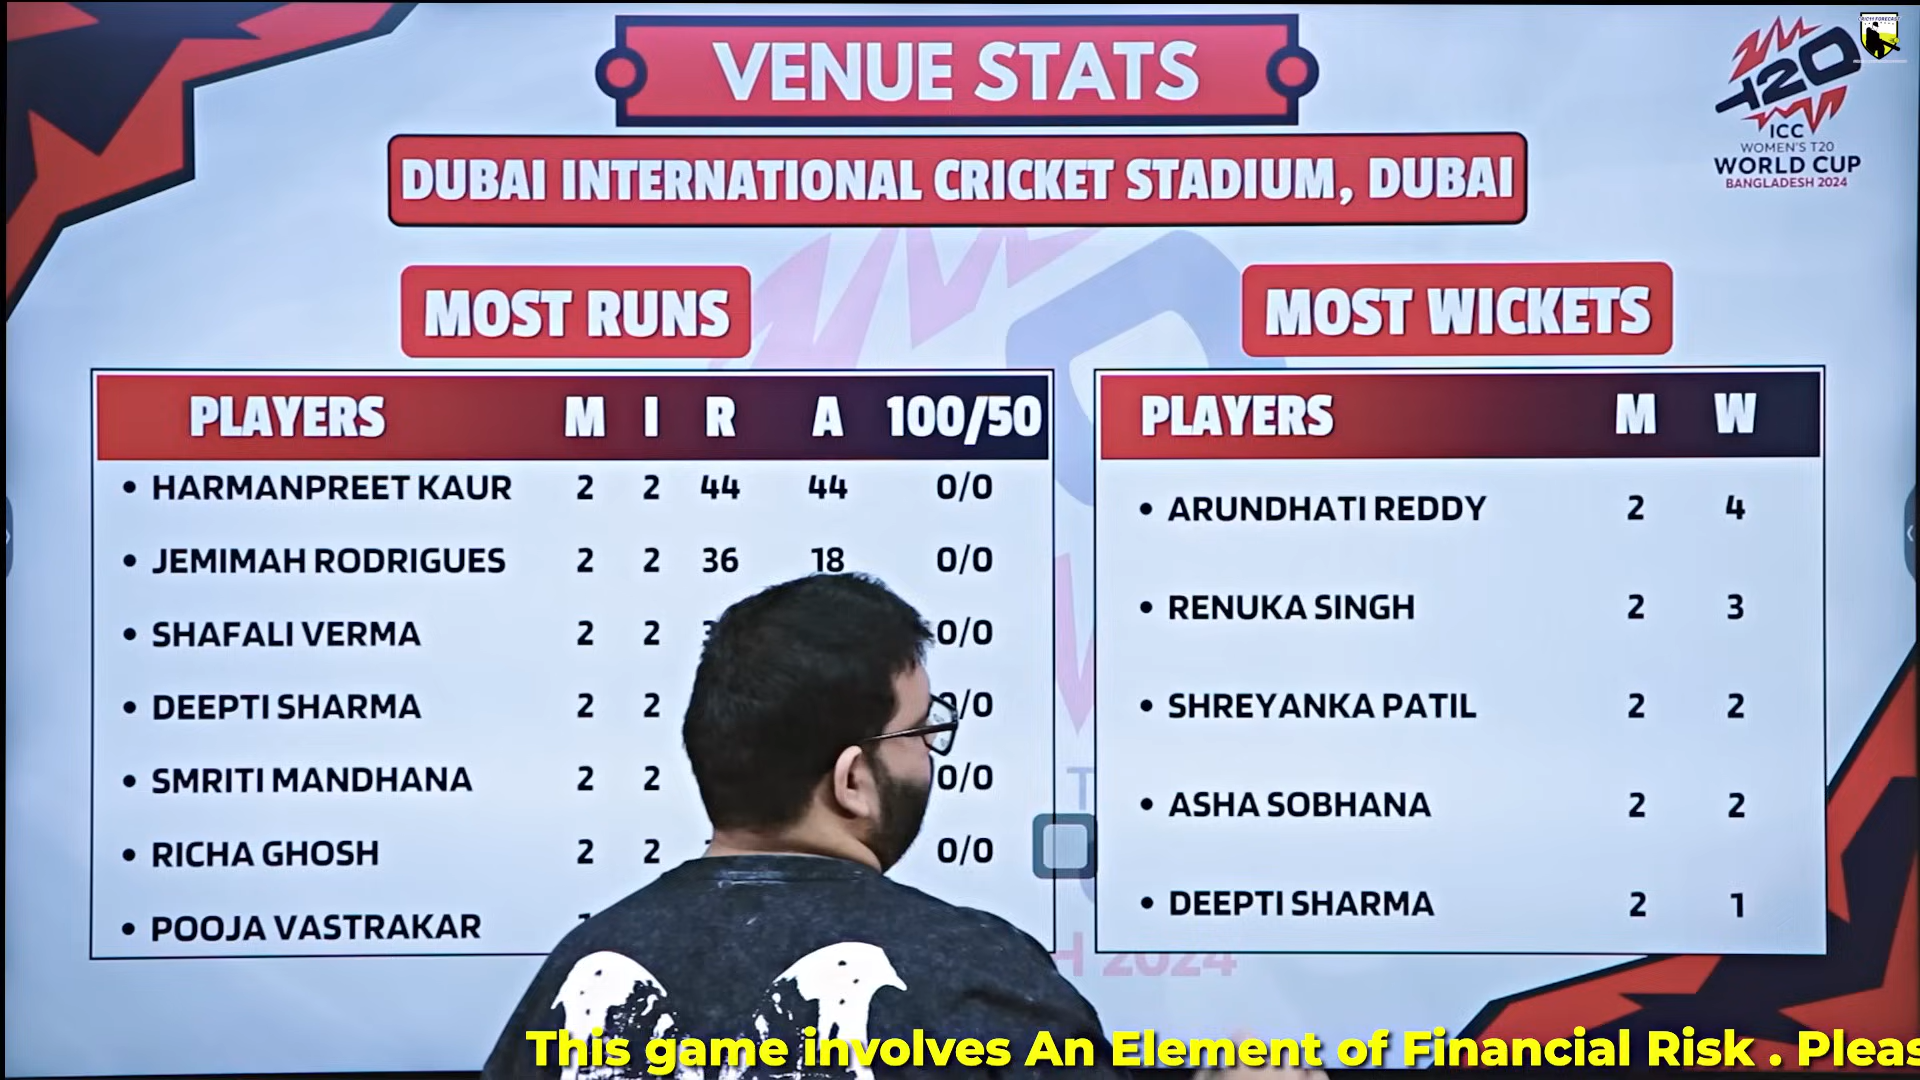 VENUE STATS
DUBAI INTERNATIONAL CRICKET STADIUM, DUBAI
T20
ICC
WOMEN'S T20
WORLD CUP
BANGLADESH 2024
MOST RUNS
PLAYERS M I R A 100/50
• HARMANPREET KAUR 2 2 44 44 0/0
• JEMIMAH RODRIGUES 2 2 36 18 0/0
• SHAFALI VERMA 2 2 0/0
• DEEPTI SHARMA 2 2 0/0
• SMRITI MANDHANA 2 2 0/0
• RICHA GHOSH 2 2 0/0
• POOJA VASTRAKAR
MOST WICKETS
PLAYERS M W
• ARUNDHATI REDDY 2 4
• RENUKA SINGH 2 3
• SHREYANKA PATIL 2 2
• ASHA SOBHANA 2 2
• DEEPTI SHARMA 2 1
2024
This game involves An Element of Financial Risk . Pleas